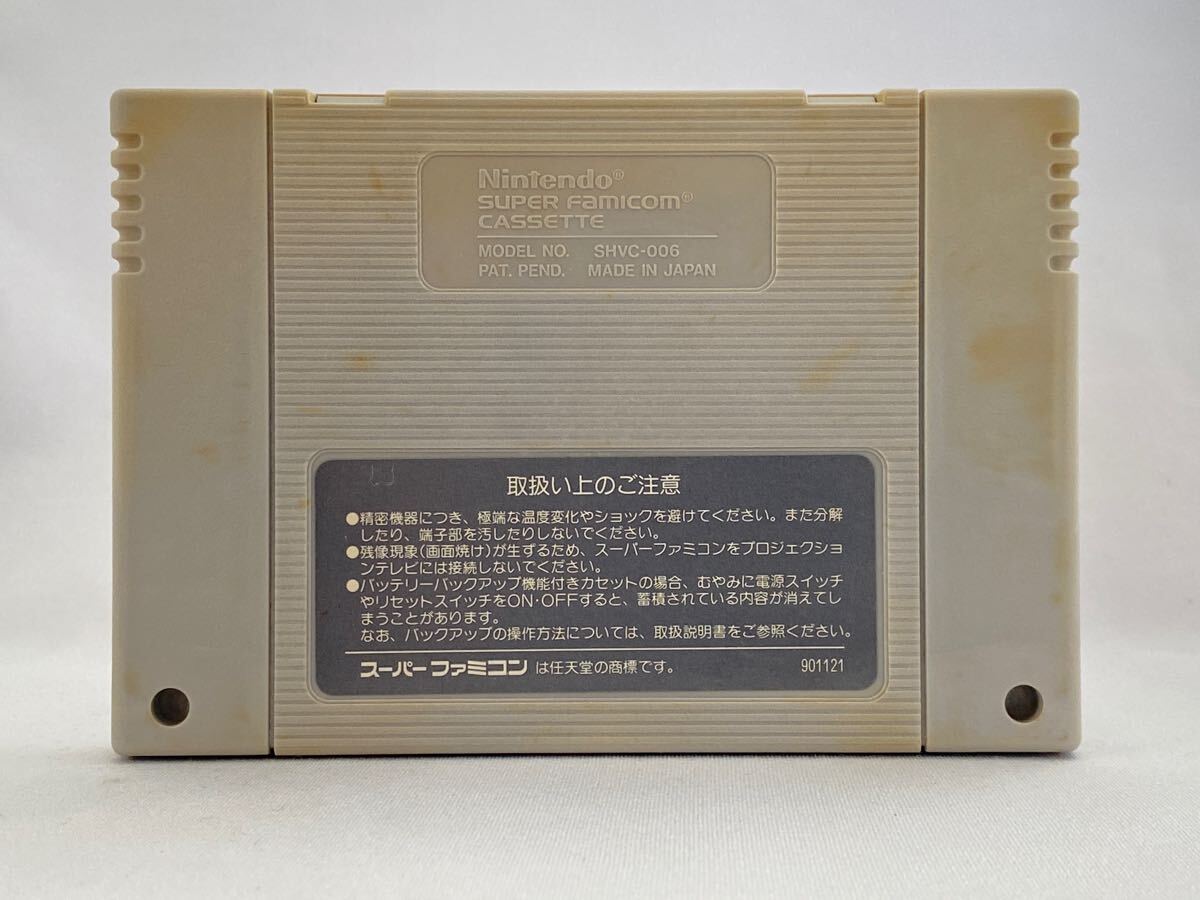 Nintendo®
SUPER FAMICOM®
CASSETTE
MODEL NO. SHVC-006
PAT. PEND. MADE IN JAPAN
取扱い上のご注意
●精密機器につき、極端な温度変化やショックを避けてください。また分解
したり、端子部を汚したりしないでください。
●残像現象(画面焼け)が生ずるため、スーパーファミコンをプロジェクショ
ンテレビには接続しないでください。
●バッテリーバックアップ機能付きカセットの場合、むやみに電源スイッチ
やリセットスイッチをON・OFFすると、蓄積されている内容が消えてし
まうことがあります。
なお、バックアップの操作方法については、取扱説明書をご参照ください。
スーパーファミコン は任天堂の商標です。 901121